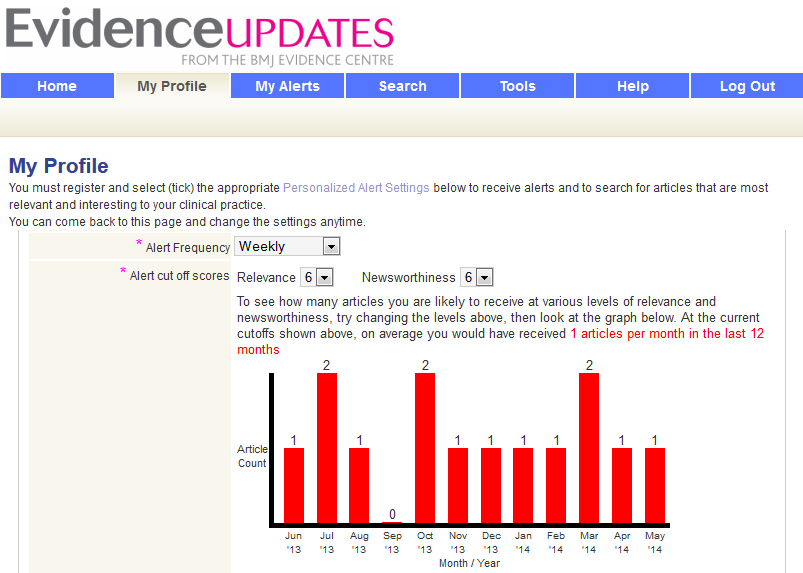 EvidenceUPDATES
FROM THE BMJ EVIDENCE CENTRE
Home My Profile My Alerts Search Tools Help Log Out
My Profile
You must register and select (tick) the appropriate Personalized Alert Settings below to receive alerts and to search for articles that are most
relevant and interesting to your clinical practice.
You can come back to this page and change the settings anytime.
* Alert Frequency Weekly
* Alert cut off scores Relevance 6 Newsworthiness 6
To see how many articles you are likely to receive at various levels of relevance and
newsworthiness, try changing the levels above, then look at the graph below. At the current
cutoffs shown above, on average you would have received 1 articles per month in the last 12
months
2 2 2
1 1 1 1 1 1 1 1
0
Article
Count
Jun Jul Aug Sep Oct Nov Dec Jan Feb Mar Apr May
'13 '13 '13 '13 '13 '13 '13 '14 '14 '14 '14 '14
Month / Year